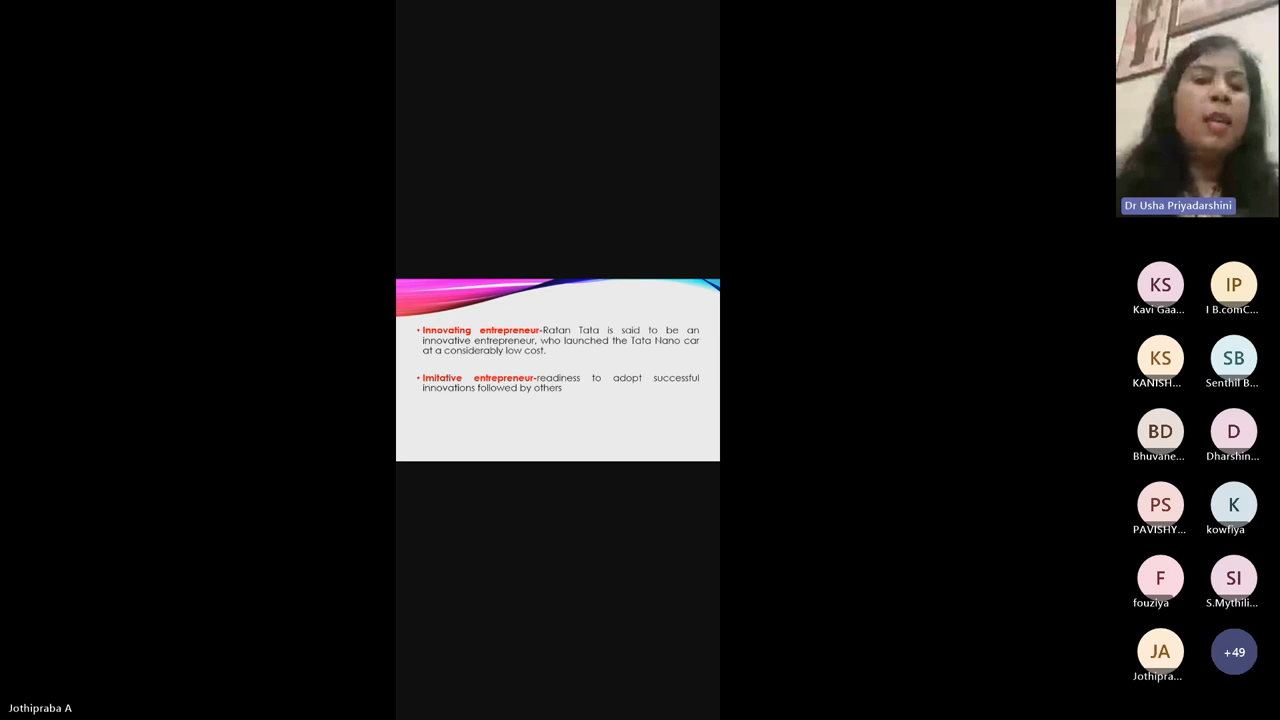 Dr Usha Priyadarshini
• Innovating entrepreneur-Ratan Tata is said to be an
innovative entrepreneur, who launched the Tata Nano car
at a considerably low cost.
• Imitative entrepreneur-readiness to adopt successful
innovations followed by others
KS
Kavi Gaa...
IP
I B.comC...
KS
KANISH...
SB
Senthil B...
BD
Bhuvane...
D
Dharshin...
PS
PAVISHY...
K
kowfiya
F
fouziya
SI
S.Mythili...
JA
Jothipra...
+49
Jothipraba A